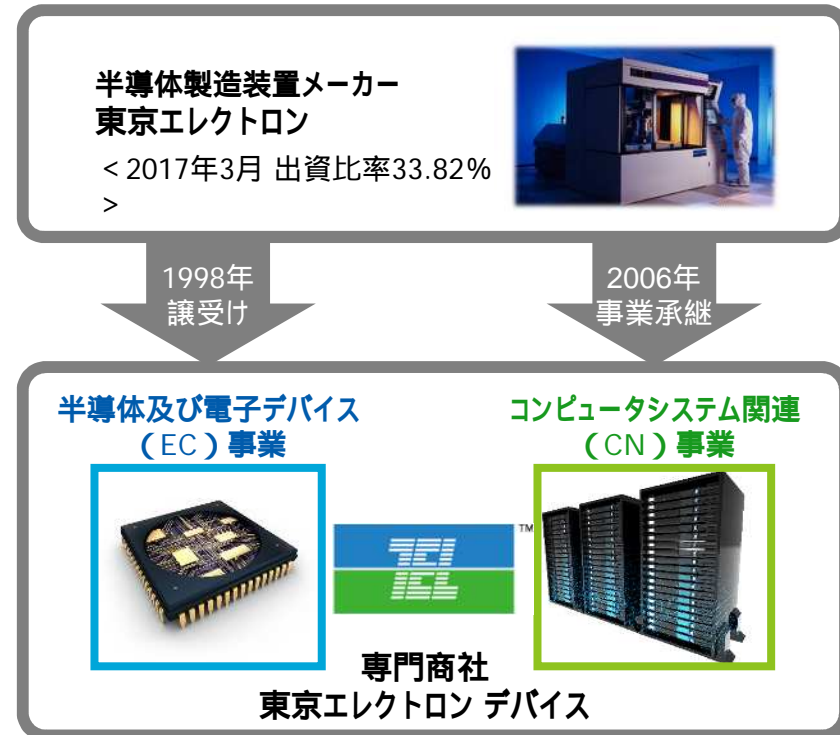 半導体製造装置メーカー
東京エレクトロン
＜2017年3月 出資比率33.82%
＞
1998年
譲受け
2006年
事業承継
半導体及び電子デバイス
（EC）事業
コンピュータシステム関連
（CN）事業
TEL
TM
専門商社
東京エレクトロン デバイス